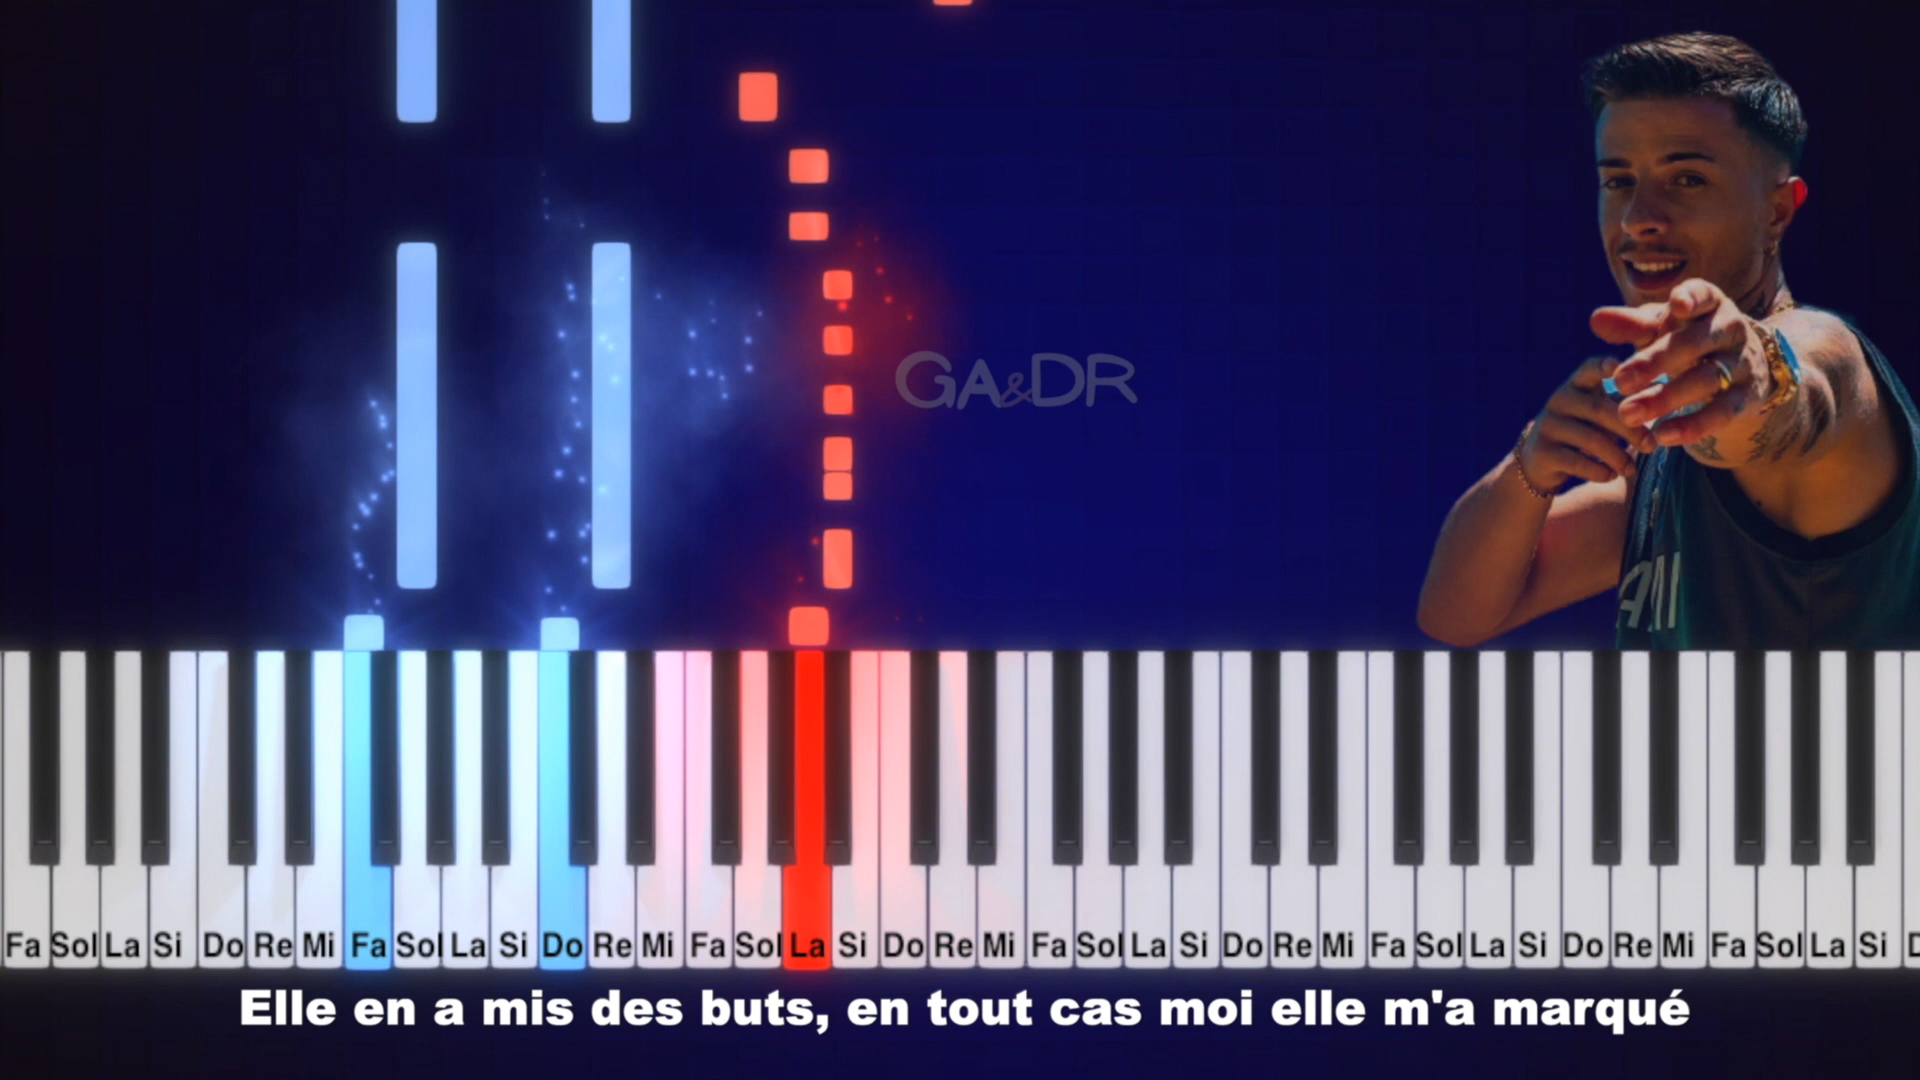 GA&DR
AMI
Fa Sol La Si Do Re Mi Fa Sol La Si Do Re Mi Fa Sol La Si Do Re Mi Fa Sol La Si Do Re Mi Fa Sol La Si Do Re Mi Fa Sol La Si D
Elle en a mis des buts, en tout cas moi elle m'a marqué